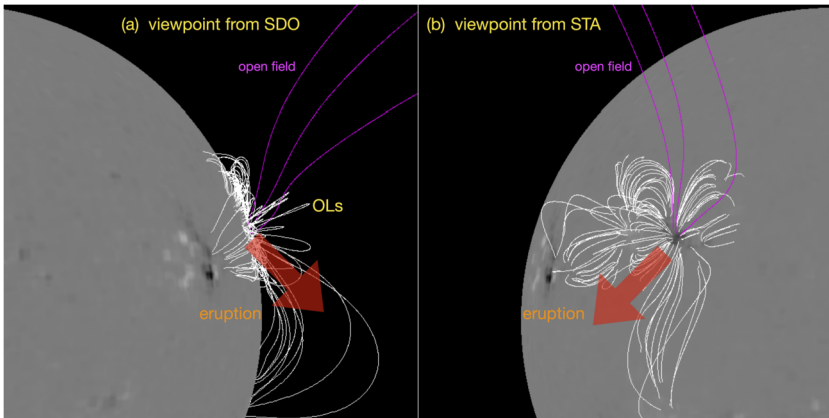 (a) viewpoint from SDO
open field
OLs
eruption
(b) viewpoint from STA
open field
eruption